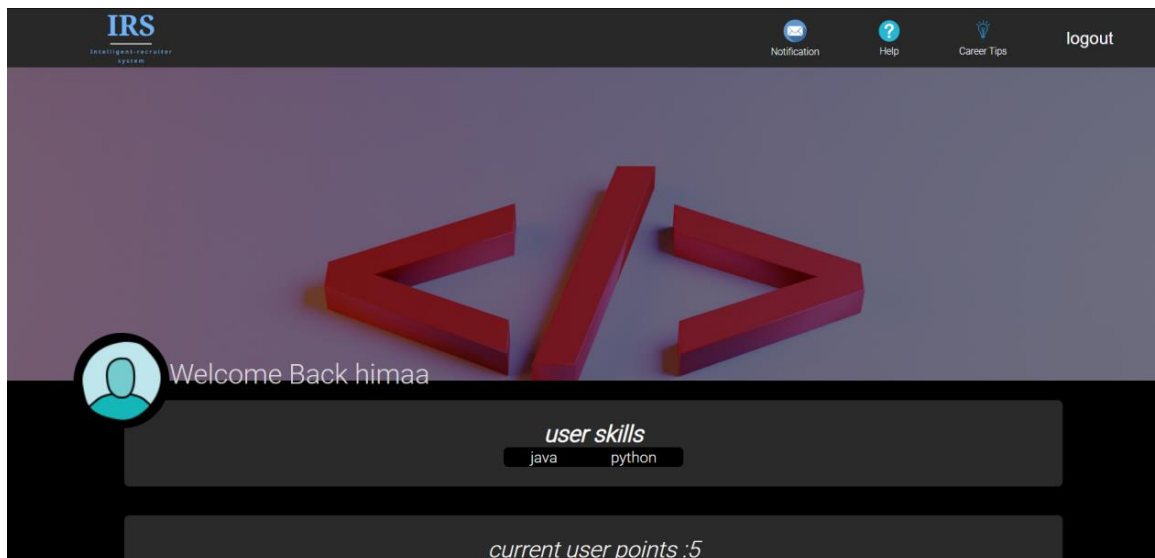 IRS
Intelligent-recruiter
system
Notification
?
Help
Career Tips
logout
Welcome Back himaa
user skills
java python
current user points :5